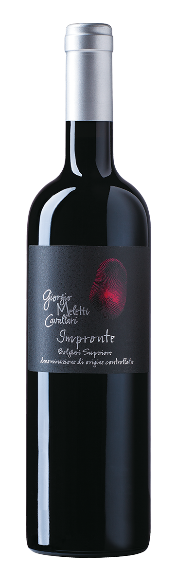 Giorgio
Meletti
Cavallari
Impronte
Bolgheri Superiore
denominazione di origine controllata